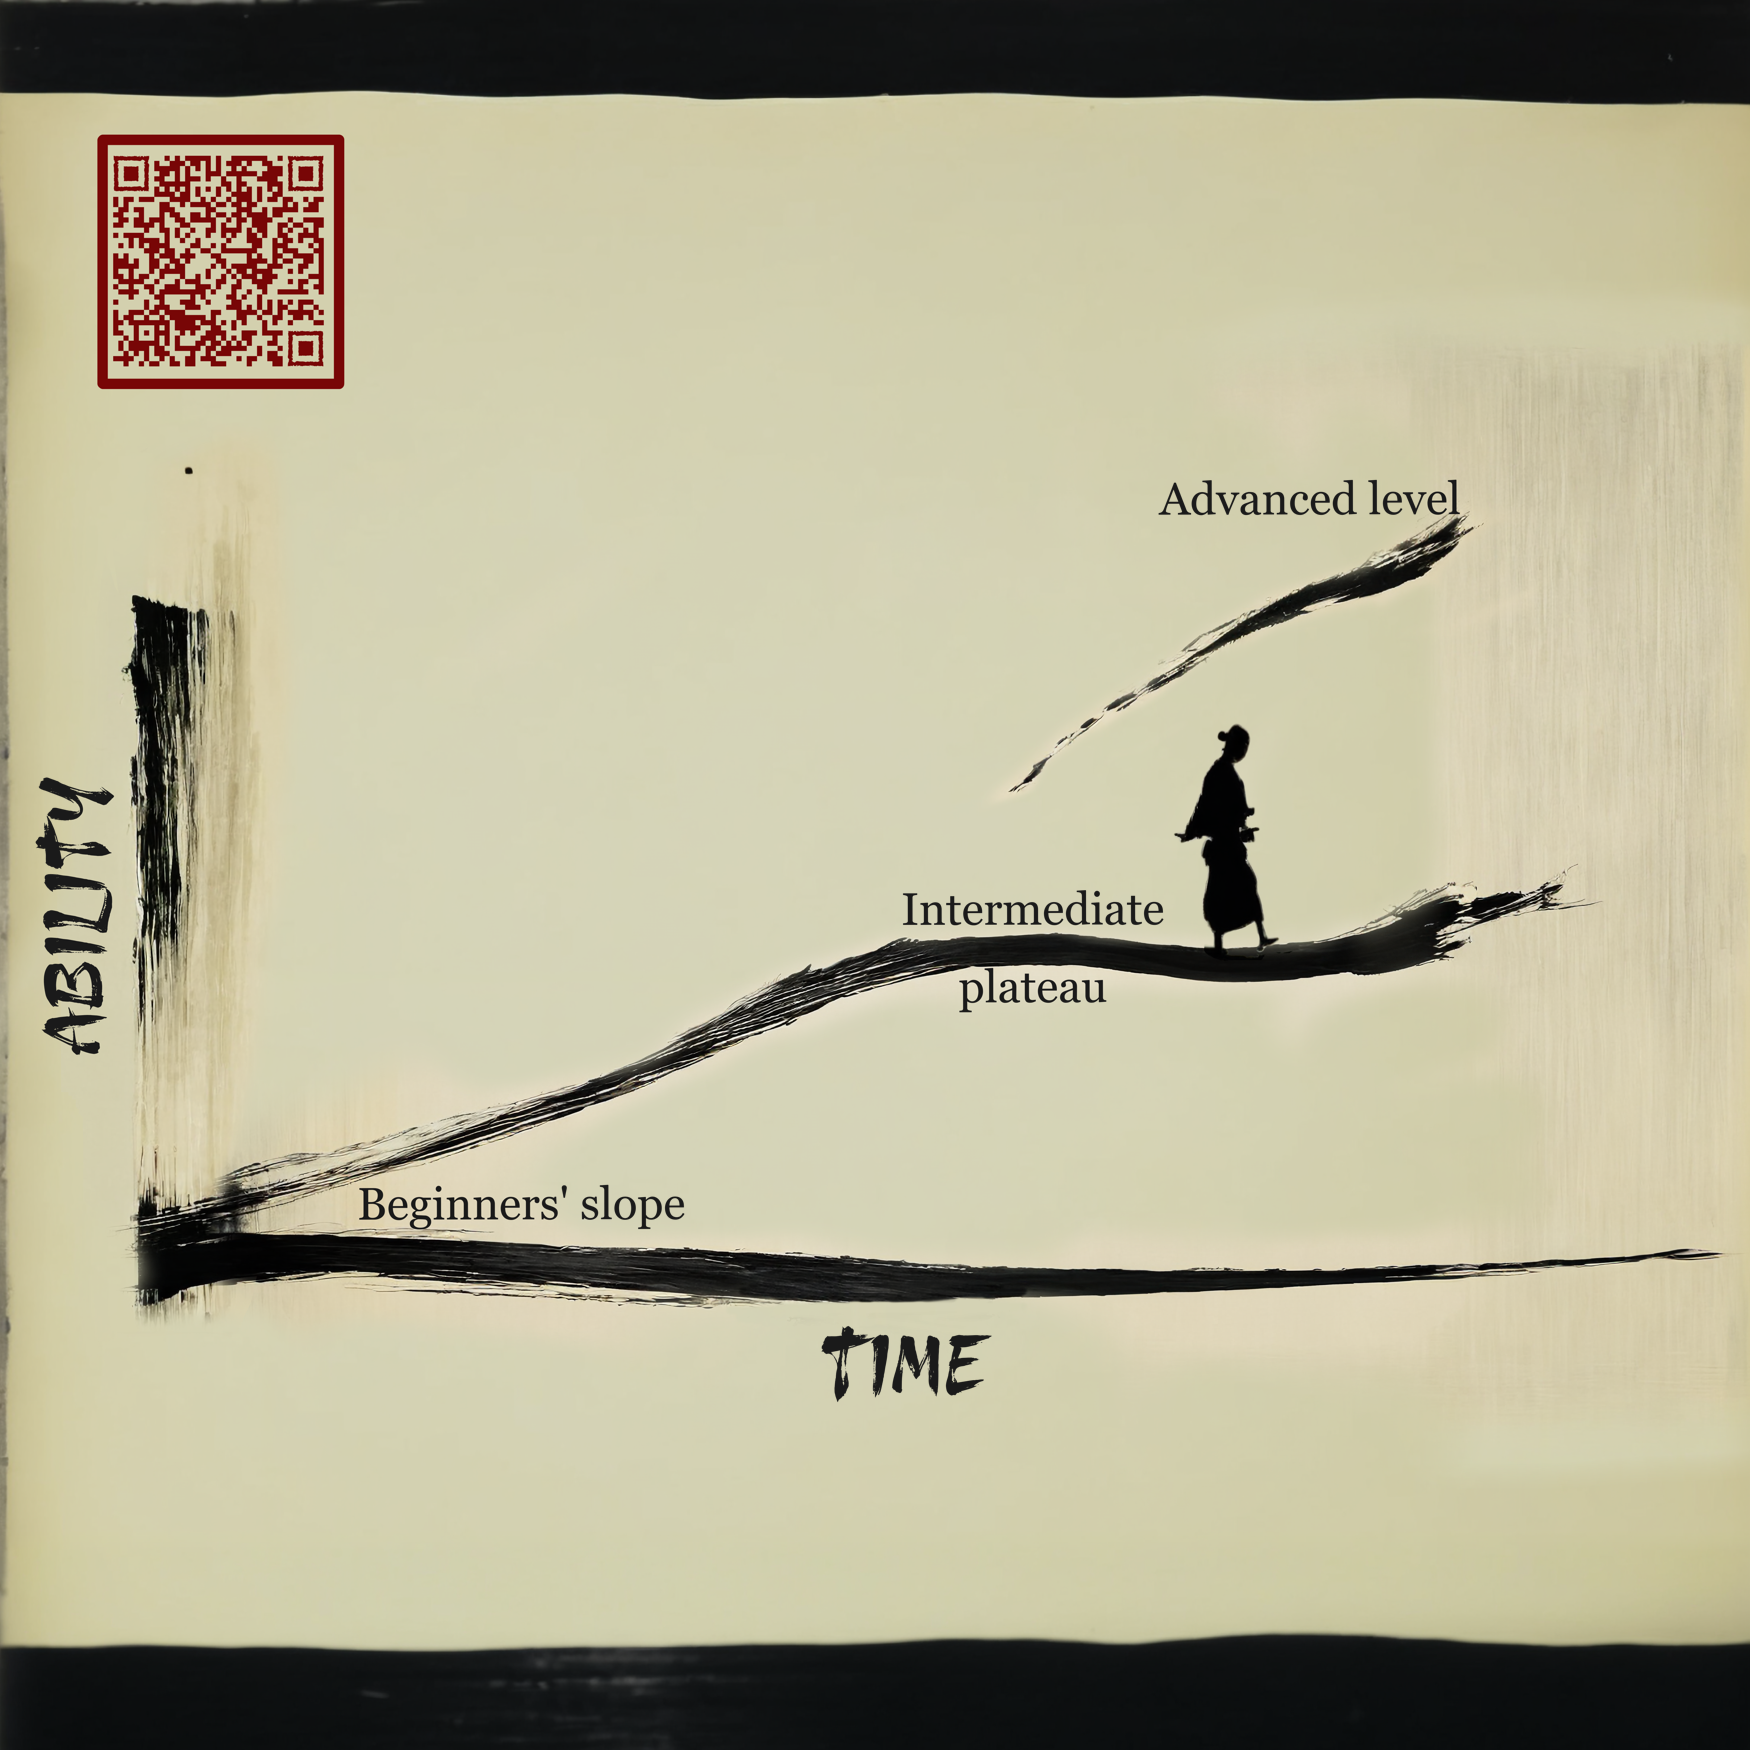 Advanced level
ABILITY
Intermediate
plateau
Beginners' slope
TIME